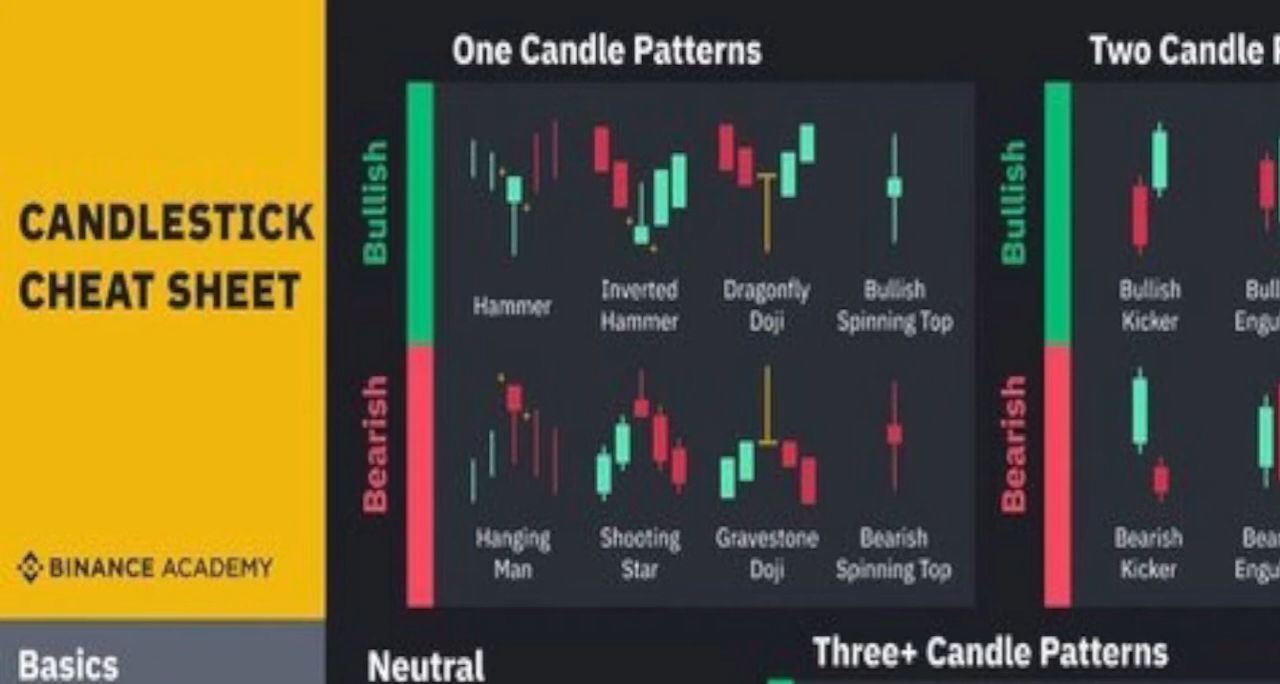 CANDLESTICK
CHEAT SHEET
BINANCE ACADEMY
Basics
One Candle Patterns
Bullish
Hammer
Inverted
Hammer
Dragonfly
Doji
Bullish
Spinning Top
Bearish
Hanging
Man
Shooting
Star
Gravestone
Doji
Bearish
Spinning Top
Two Candle
Bullish
Bullish
Kicker
Bearish
Bearish
Kicker
Neutral
Three+ Candle Patterns